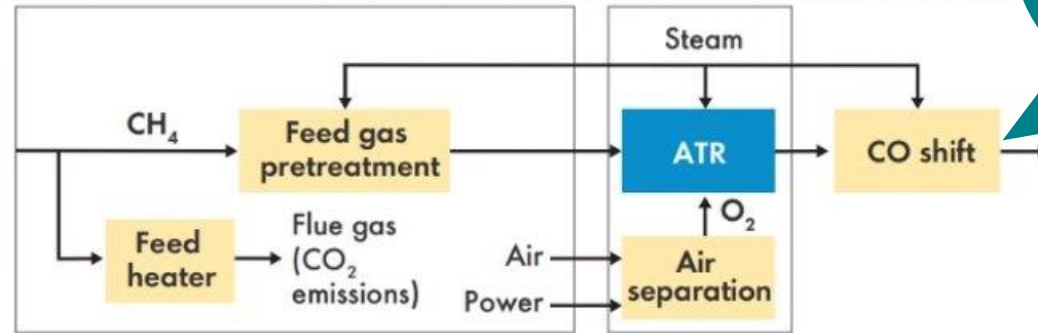 Steam
CH₄
Feed gas
pretreatment
ATR
CO shift
O₂
Feed
heater
Flue gas
(CO₂
emissions)
Air
Power
Air
separation